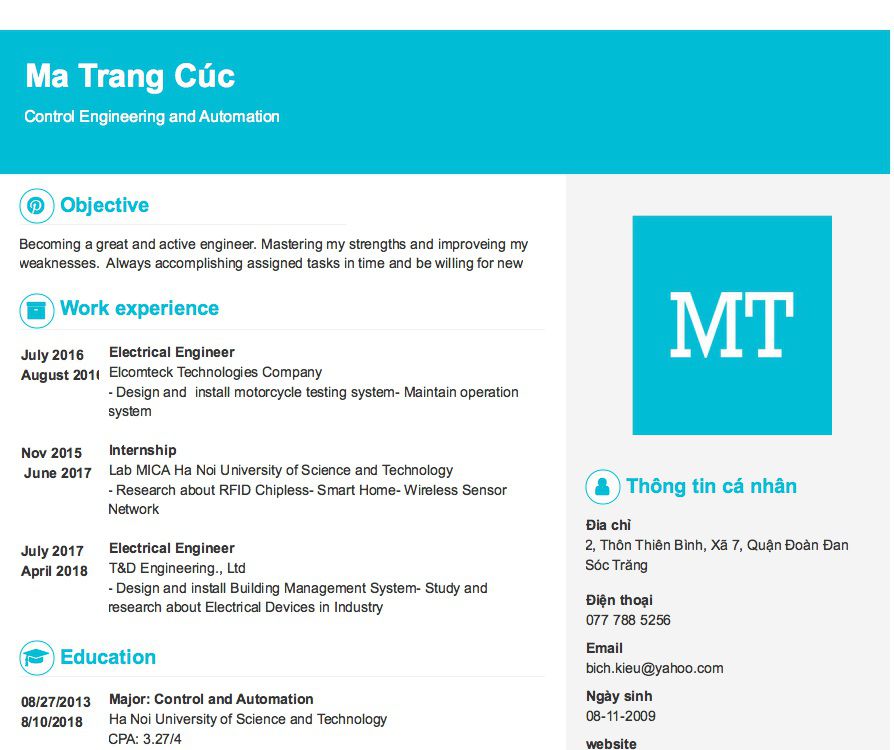 Ma Trang Cúc
Control Engineering and Automation
Objective
Becoming a great and active engineer. Mastering my strengths and improveing my
weaknesses.  Always accomplishing assigned tasks in time and be willing for new
Work experience
July 2016
August 201
Electrical Engineer
Elcomteck Technologies Company
- Design and  install motorcycle testing system- Maintain operation
system
Nov 2015
June 2017
Internship
Lab MICA Ha Noi University of Science and Technology
- Research about RFID Chipless- Smart Home- Wireless Sensor
Network
July 2017
April 2018
Electrical Engineer
T&D Engineering., Ltd
- Design and install Building Management System- Study and
research about Electrical Devices in Industry
Education
08/27/2013
8/10/2018
Major: Control and Automation
Ha Noi University of Science and Technology
CPA: 3.27/4
MT
Thông tin cá nhân
Đia chỉ
2, Thôn Thiên Bình, Xã 7, Quận Đoàn Đan
Sóc Trăng
Điện thoại
077 788 5256
Email
bich.kieu@yahoo.com
Ngày sinh
08-11-2009
website